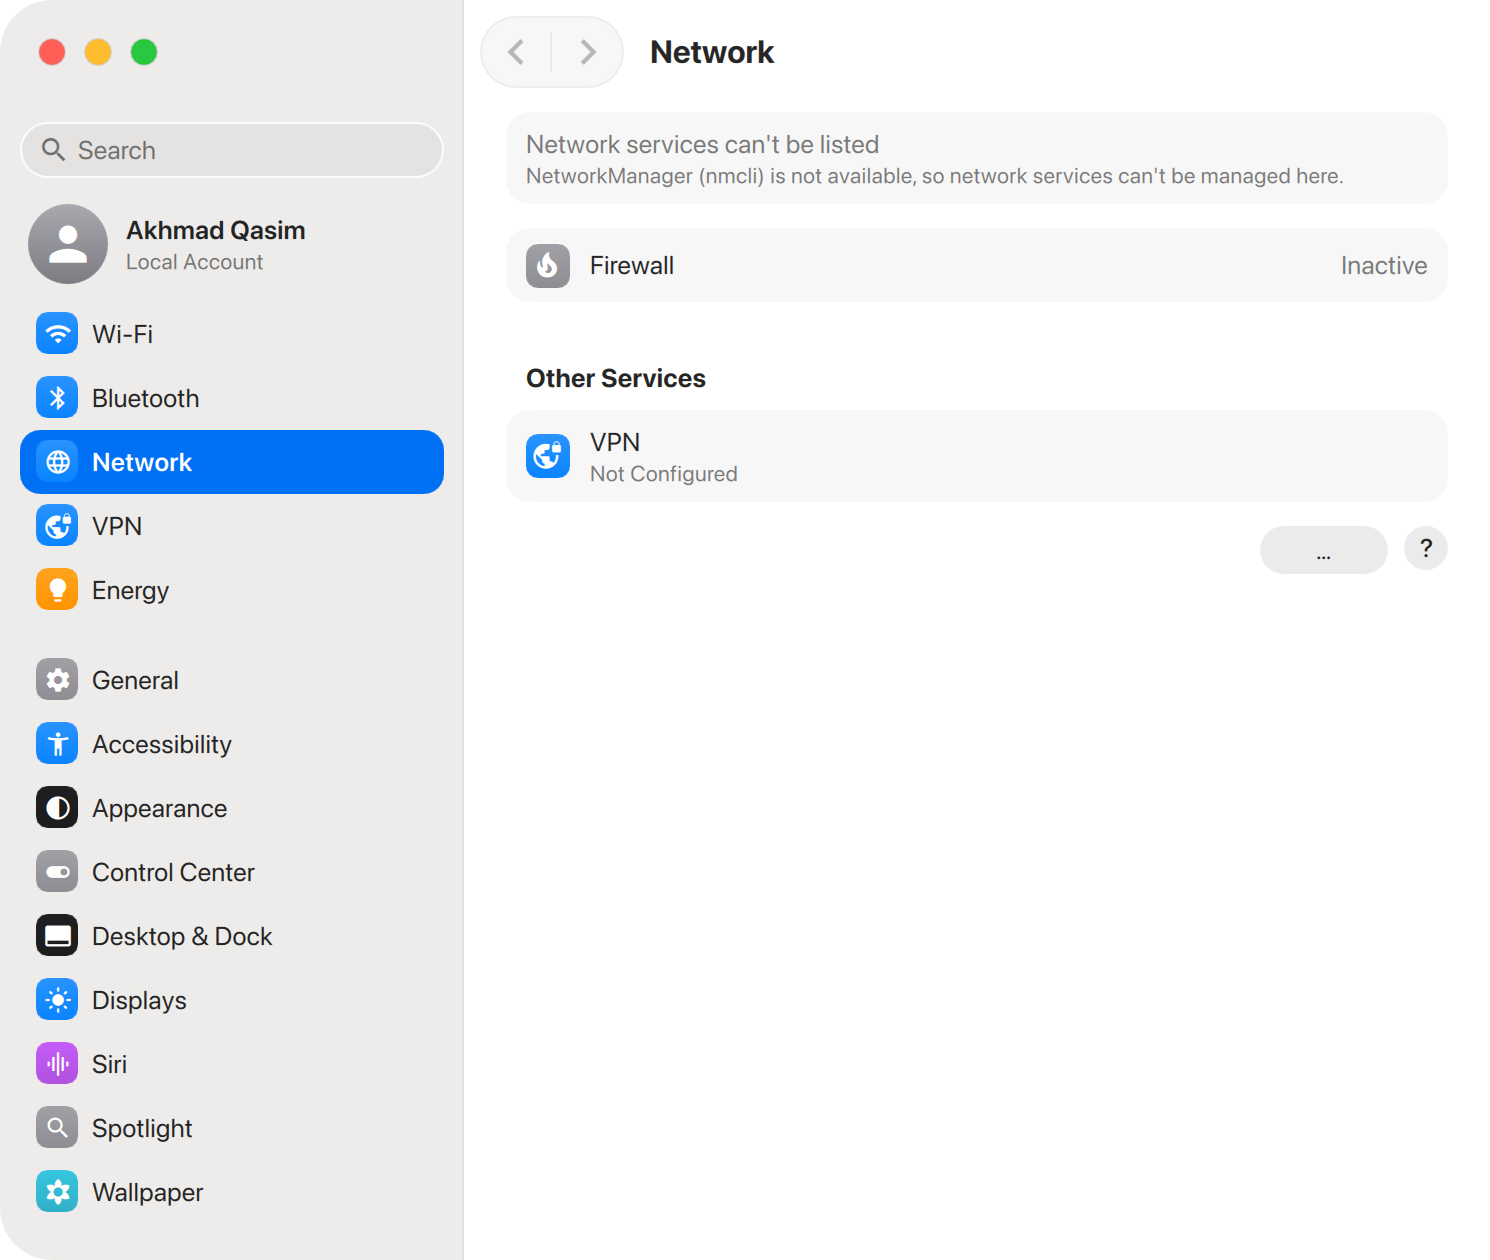 Network
Search
Akhmad Qasim
Local Account
Wi-Fi
Bluetooth
Network
VPN
Energy
General
Accessibility
Appearance
Control Center
Desktop & Dock
Displays
Siri
Spotlight
Wallpaper
Network services can't be listed
NetworkManager (nmcli) is not available, so network services can't be managed here.
Firewall
Inactive
Other Services
VPN
Not Configured
...
?